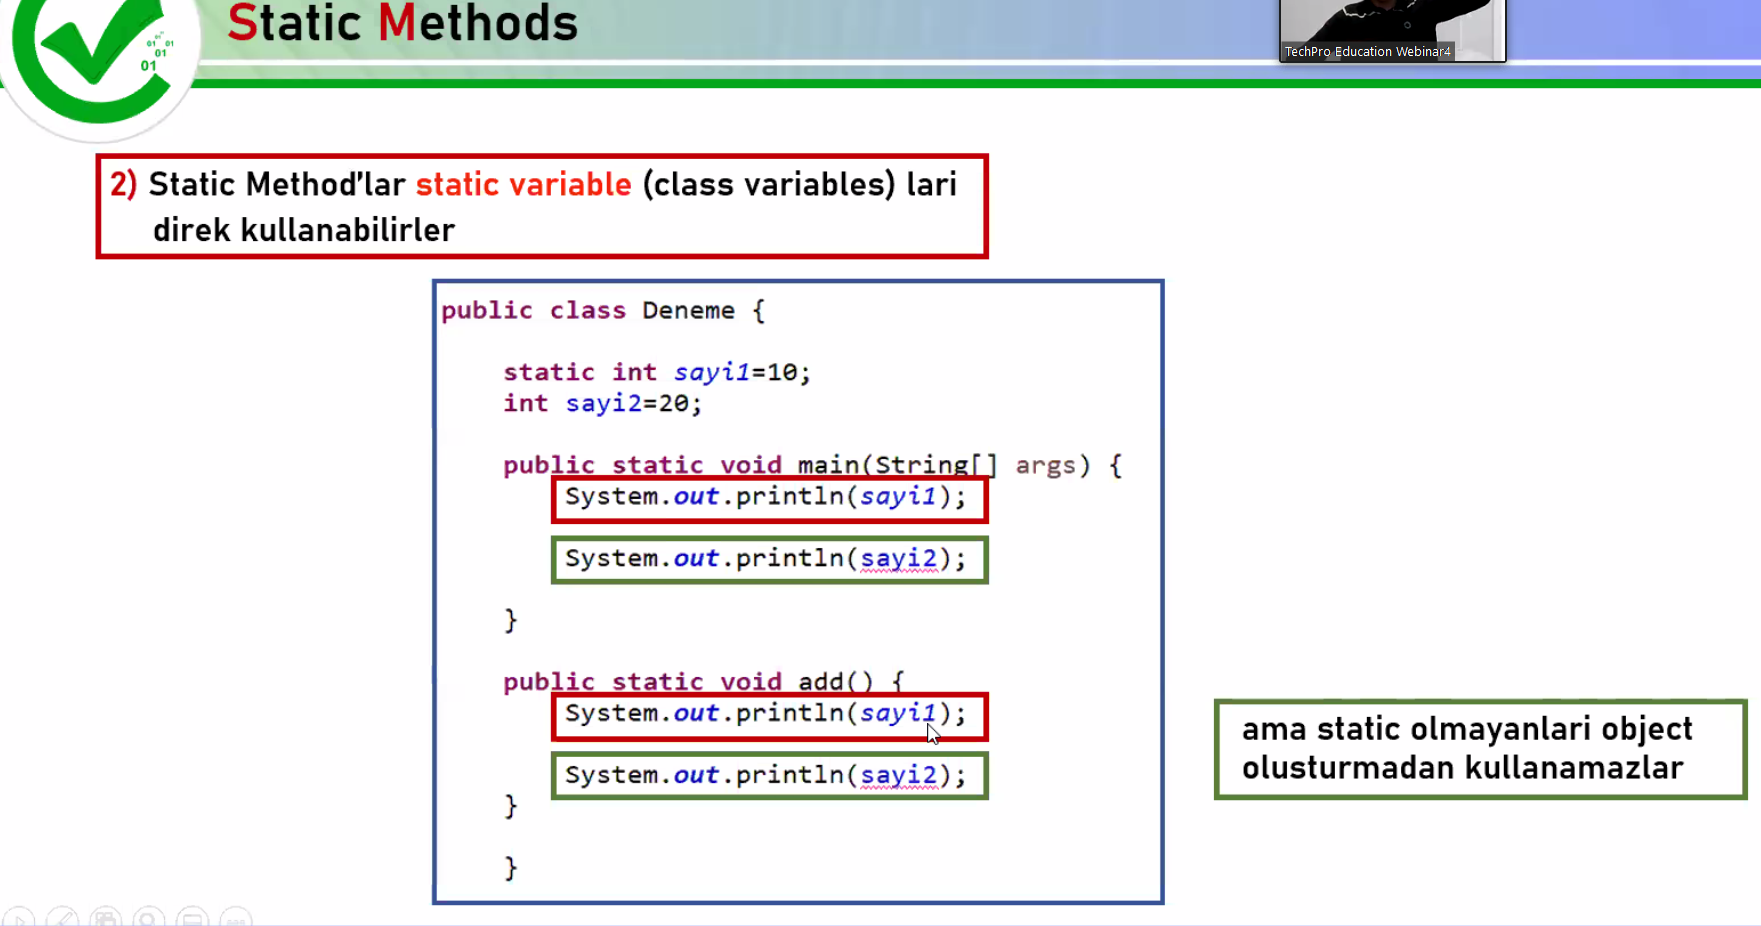 Static Methods
TechPro Education Webinar4
01 01
01
01
2) Static Method'lar static variable (class variables) lari
direk kullanabilirler
public class Deneme {
static int sayi1=10;
int sayi2=20;
public static void main(String[] args) {
System.out.println(sayi1);
System.out.println(sayi2);
}
public static void add() {
System.out.println(sayi1);
System.out.println(sayi2);
}
}
ama static olmayanlari object
olusturmadan kullanamazlar